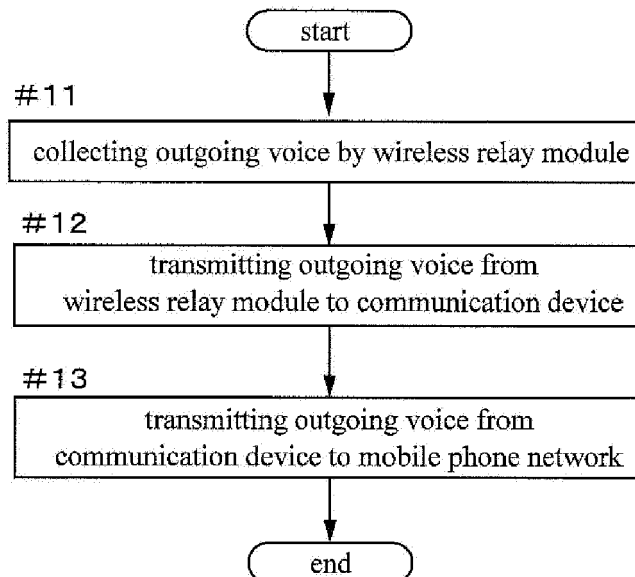 start
#11
collecting outgoing voice by wireless relay module
#12
transmitting outgoing voice from
wireless relay module to communication device
#13
transmitting outgoing voice from
communication device to mobile phone network
end